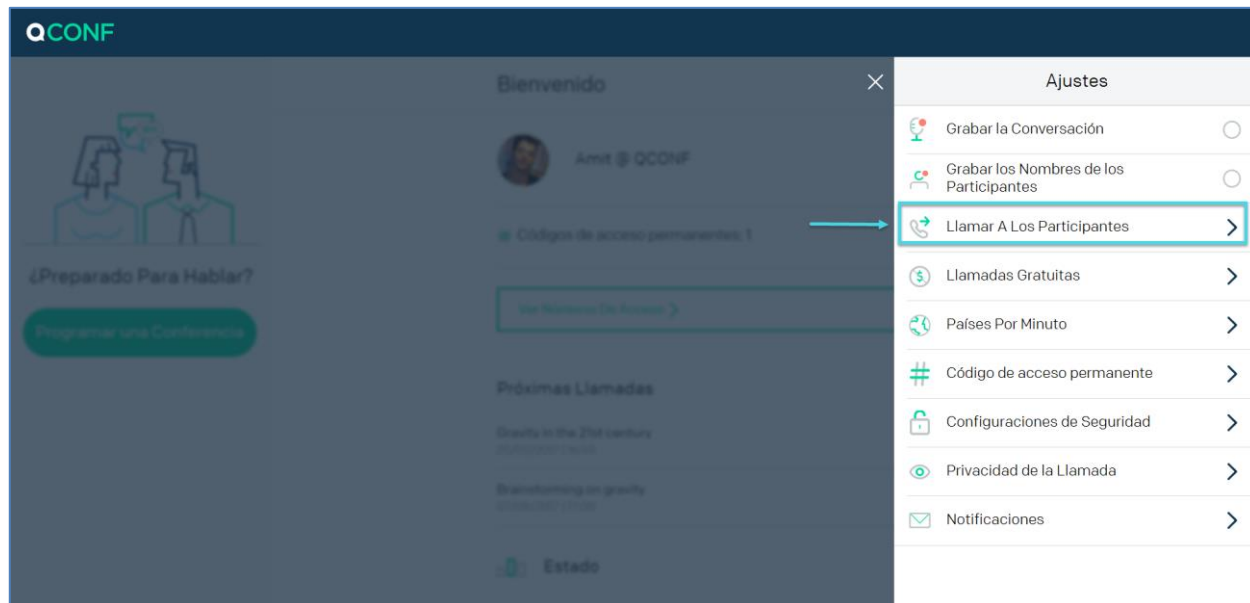 QCONF
Bienvenido
Amit @ QCONF
Códigos de acceso permanentes: 1
¿Preparado Para Hablar?
Programar una Conferencia
Próximas Llamadas
Gravity in the 21st century
Brainstorming on gravity
Estado
Ajustes
Grabar la Conversación
Grabar los Nombres de los
Participantes
Llamar A Los Participantes
Llamadas Gratuitas
Países Por Minuto
Código de acceso permanente
Configuraciones de Seguridad
Privacidad de la Llamada
Notificaciones